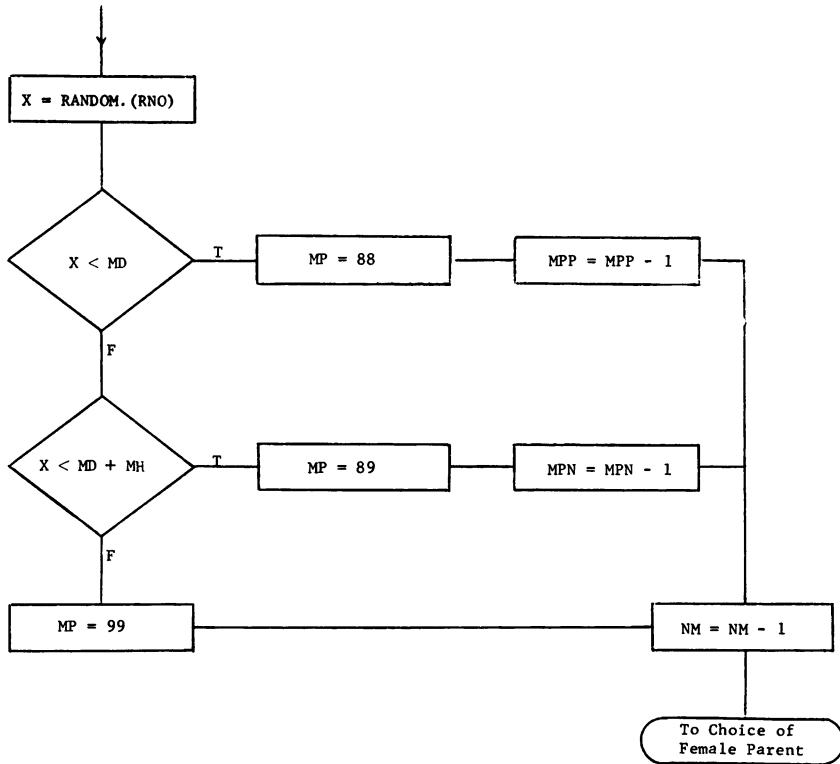 X = RANDOM.(RNO)
X < MD
T
MP = 88
MPP = MPP - 1
F
X < MD + MH
T
MP = 89
MPN = MPN - 1
F
MP = 99
NM = NM - 1
To Choice of
Female Parent